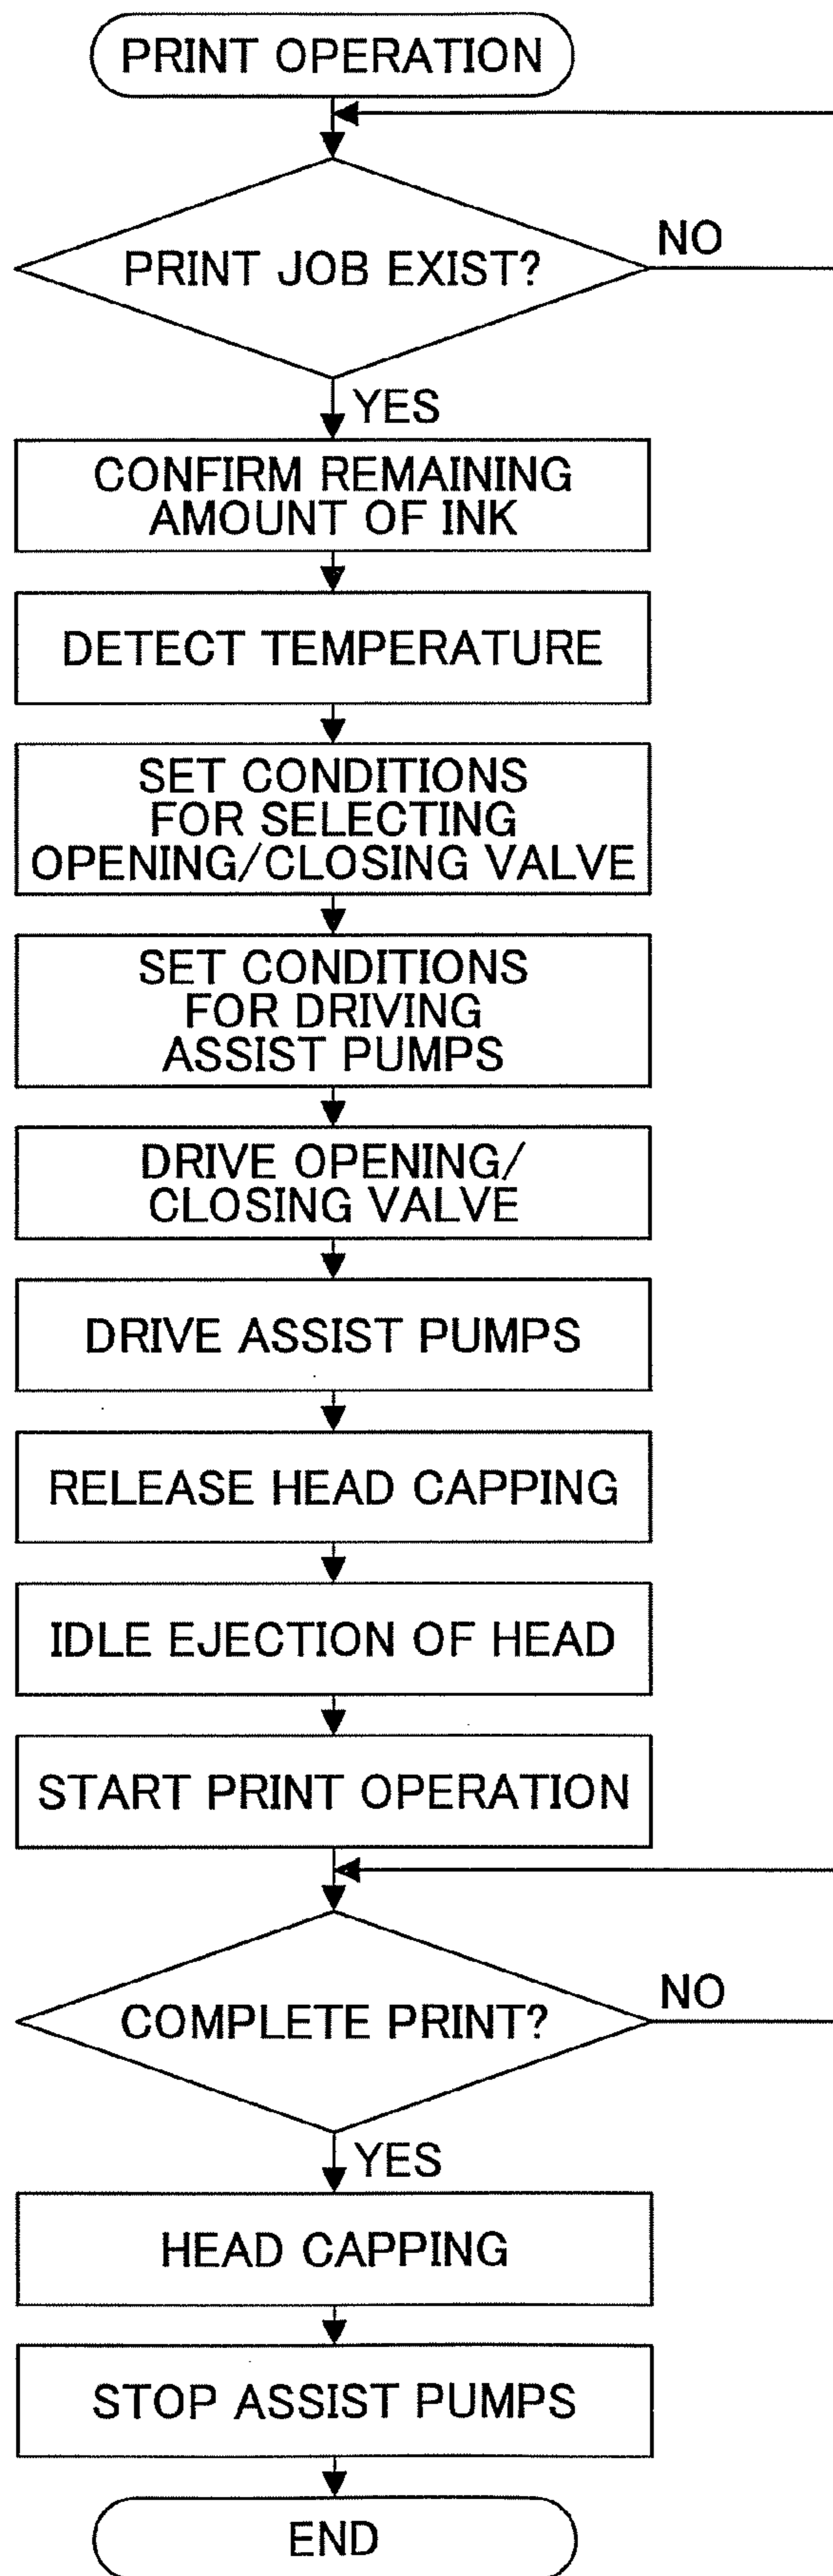 PRINT OPERATION
PRINT JOB EXIST?
NO
YES
CONFIRM REMAINING
AMOUNT OF INK
DETECT TEMPERATURE
SET CONDITIONS
FOR SELECTING
OPENING/CLOSING VALVE
SET CONDITIONS
FOR DRIVING
ASSIST PUMPS
DRIVE OPENING/
CLOSING VALVE
DRIVE ASSIST PUMPS
RELEASE HEAD CAPPING
IDLE EJECTION OF HEAD
START PRINT OPERATION
COMPLETE PRINT?
NO
YES
HEAD CAPPING
STOP ASSIST PUMPS
END